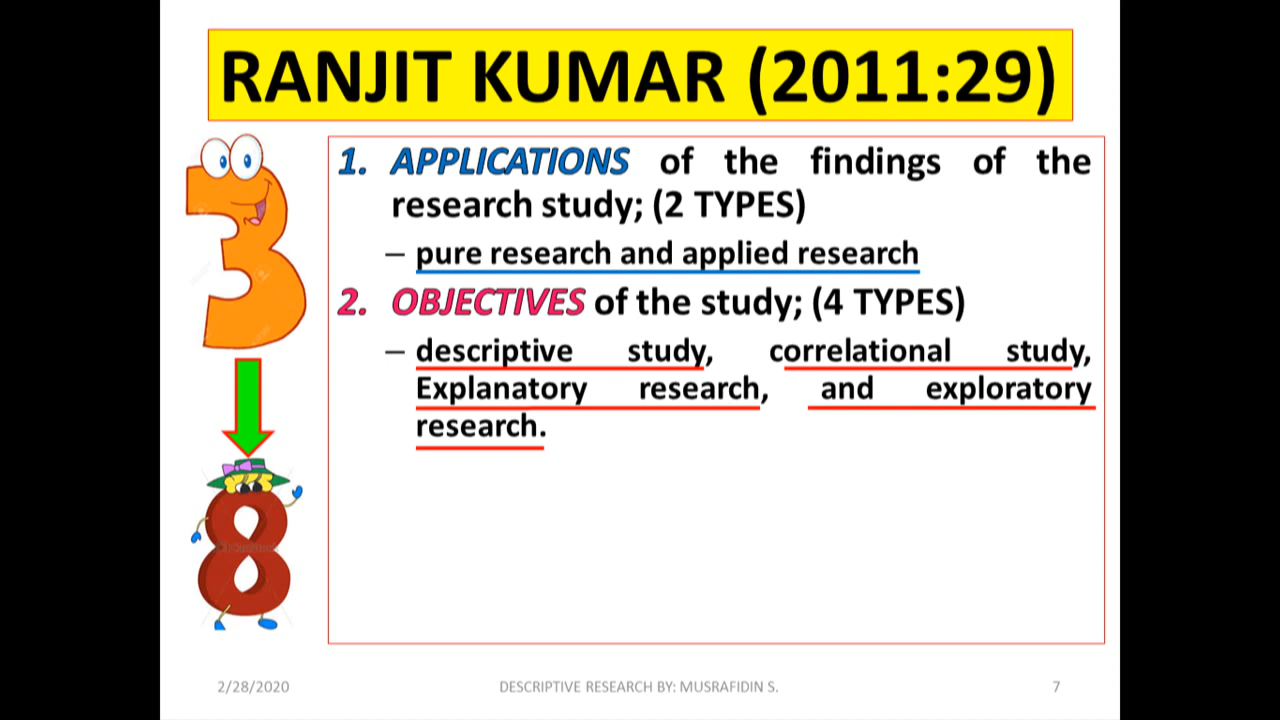 RANJIT KUMAR (2011:29)
1. APPLICATIONS of the findings of the
research study; (2 TYPES)
– pure research and applied research
2. OBJECTIVES of the study; (4 TYPES)
– descriptive study, correlational study,
Explanatory research, and exploratory
research.
3
8
2/28/2020
DESCRIPTIVE RESEARCH BY: MUSRAFIDIN S.
7